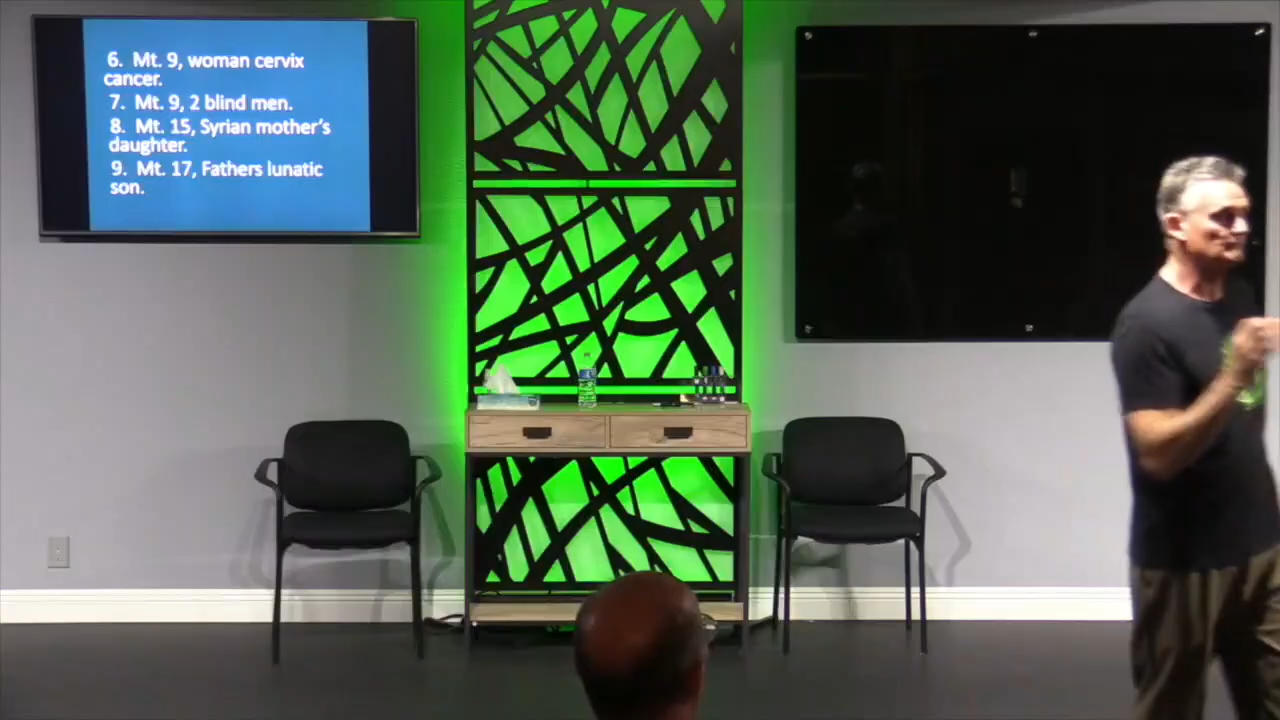 6. Mt. 9, woman cervix
cancer.
7. Mt. 9, 2 blind men.
8. Mt. 15, Syrian mother's
daughter.
9. Mt. 17, Fathers lunatic
son.